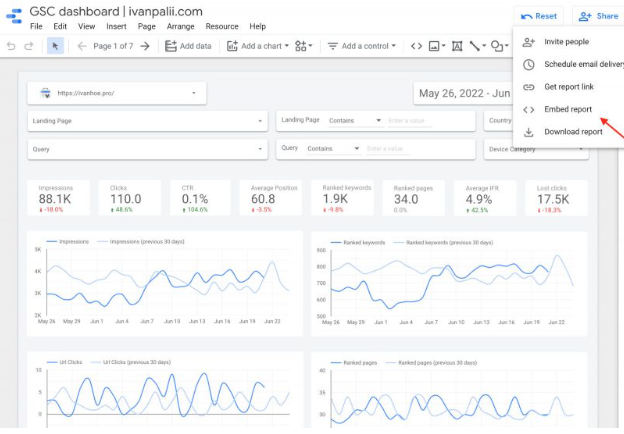 GSC dashboard | ivanpalii.com
Reset
Share
File Edit View Insert Page Arrange Resource Help
Page 1 of 7
Add data
Add a chart
Add a control
Invite people
Schedule email delivery
Get report link
Embed report
Download report
https://ivanhoe.pro/
May 26, 2022 - Jun
Landing Page
Landing Page Contains Enter a value
Country
Query
Query Contains Enter a value
Device Category
Impressions Clicks CTR Average Position Ranked keywords Ranked pages Average IFR Lost clicks
88.1K 110.0 0.1% 60.8 1.9K 34.0 4.9% 17.5K
-18.0% 48.6% 104.6% -3.5% -9.8% 0.0% 42.5% -18.3%
Impressions Impressions (previous 30 days)
5K
4K
3K
2K
May 26 May 29 Jun 1 Jun 4 Jun 7 Jun 10 Jun 13 Jun 16 Jun 19 Jun 22
Ranked keywords Ranked keywords (previous 30 days)
900
800
700
600
500
May 26 May 29 Jun 1 Jun 4 Jun 7 Jun 10 Jun 13 Jun 16 Jun 19 Jun 22
Url Clicks Url Clicks (previous 30 days)
10
5
0
Ranked pages Ranked pages (previous 30 days)
40
35
30